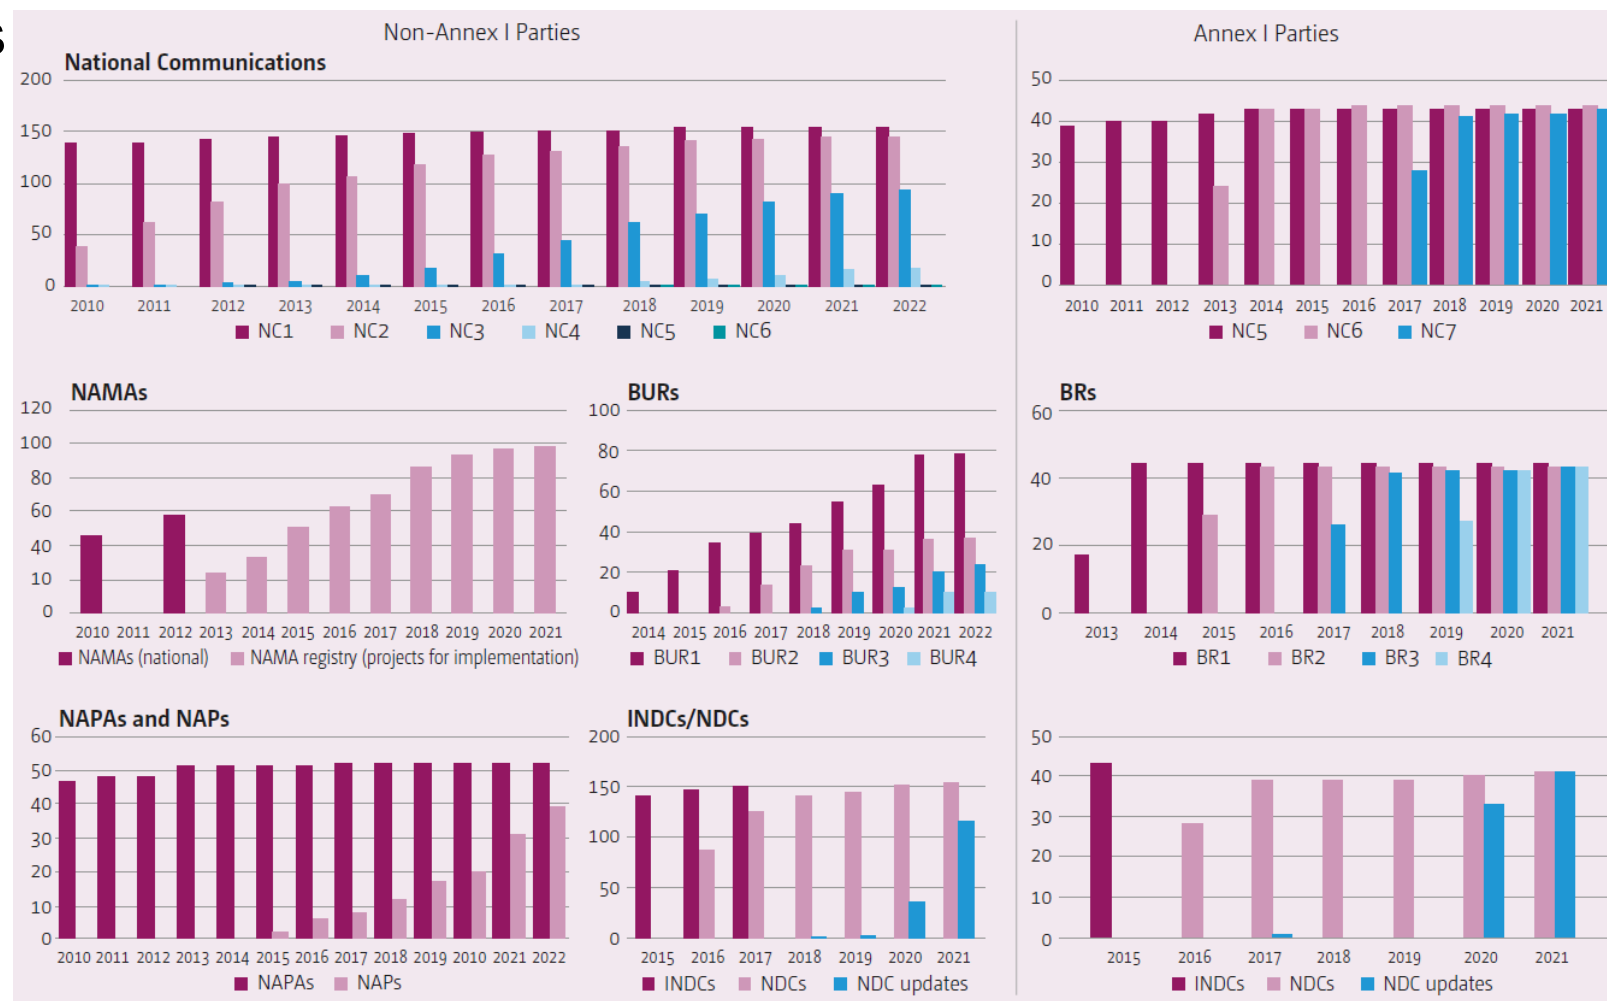 s
Non-Annex I Parties
Annex I Parties
National Communications
200
150
100
50
0
2010 2011 2012 2013 2014 2015 2016 2017 2018 2019 2020 2021 2022
NC1 NC2 NC3 NC4 NC5 NC6
50
40
30
20
10
0
2010 2011 2012 2013 2014 2015 2016 2017 2018 2019 2020 2021
NC5 NC6 NC7
NAMAs
120
100
80
60
40
10
0
2010 2011 2012 2013 2014 2015 2016 2017 2018 2019 2020 2021
NAMAs (national) NAMA registry (projects for implementation)
BURs
100
80
60
40
20
0
2014 2015 2016 2017 2018 2019 2020 2021 2022
BUR1 BUR2 BUR3 BUR4
BRs
60
40
20
0
2013 2014 2015 2016 2017 2018 2019 2020 2021
BR1 BR2 BR3 BR4
NAPAs and NAPs
60
50
40
30
20
10
0
2010 2011 2012 2013 2014 2015 2016 2017 2018 2019 2010 2021 2022
NAPAs NAPs
INDCs/NDCs
200
150
100
50
0
2015 2016 2017 2018 2019 2020 2021
INDCs NDCs NDC updates
50
40
30
20
10
0
2015 2016 2017 2018 2019 2020 2021
INDCs NDCs NDC updates